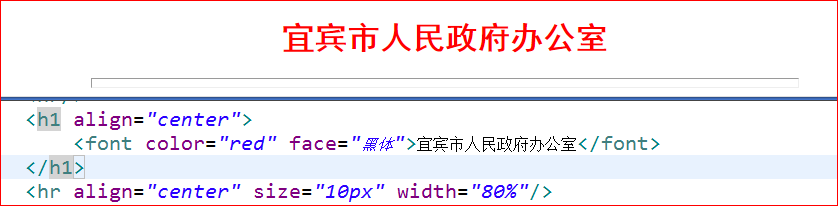 宜宾市人民政府办公室
<h1 align="center">
<font color="red" face="黑体">宜宾市人民政府办公室</font>
</h1>
<hr align="center" size="10px" width="80%"/>